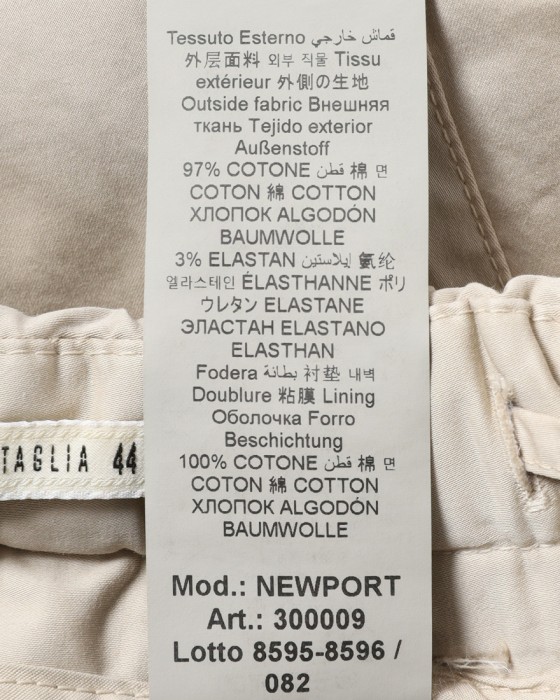 Tessuto Esterno قماش خارجي
外层面料 외부 직물 Tissu
extérieur 外側の生地
Outside fabric Внешняя
ткань Tejido exterior
Außenstoff
97% COTONE قطن 棉 면
COTON 綿 COTTON
ХЛОПОК ALGODÓN
BAUMWOLLE
3% ELASTAN إيلاستين 氨纶
엘라스테인 ÉLASTHANNE ポリ
ウレタン ELASTANE
ЭЛАСТАН ELASTANO
ELASTHAN
Fodera بطانة 衬垫 내벽
Doublure 粘膜 Lining
Оболочка Forro
Beschichtung
100% COTONE قطن 棉 면
COTON 綿 COTTON
ХЛОПОК ALGODÓN
BAUMWOLLE
TAGLIA 44
Mod.: NEWPORT
Art.: 300009
Lotto 8595-8596 /
082